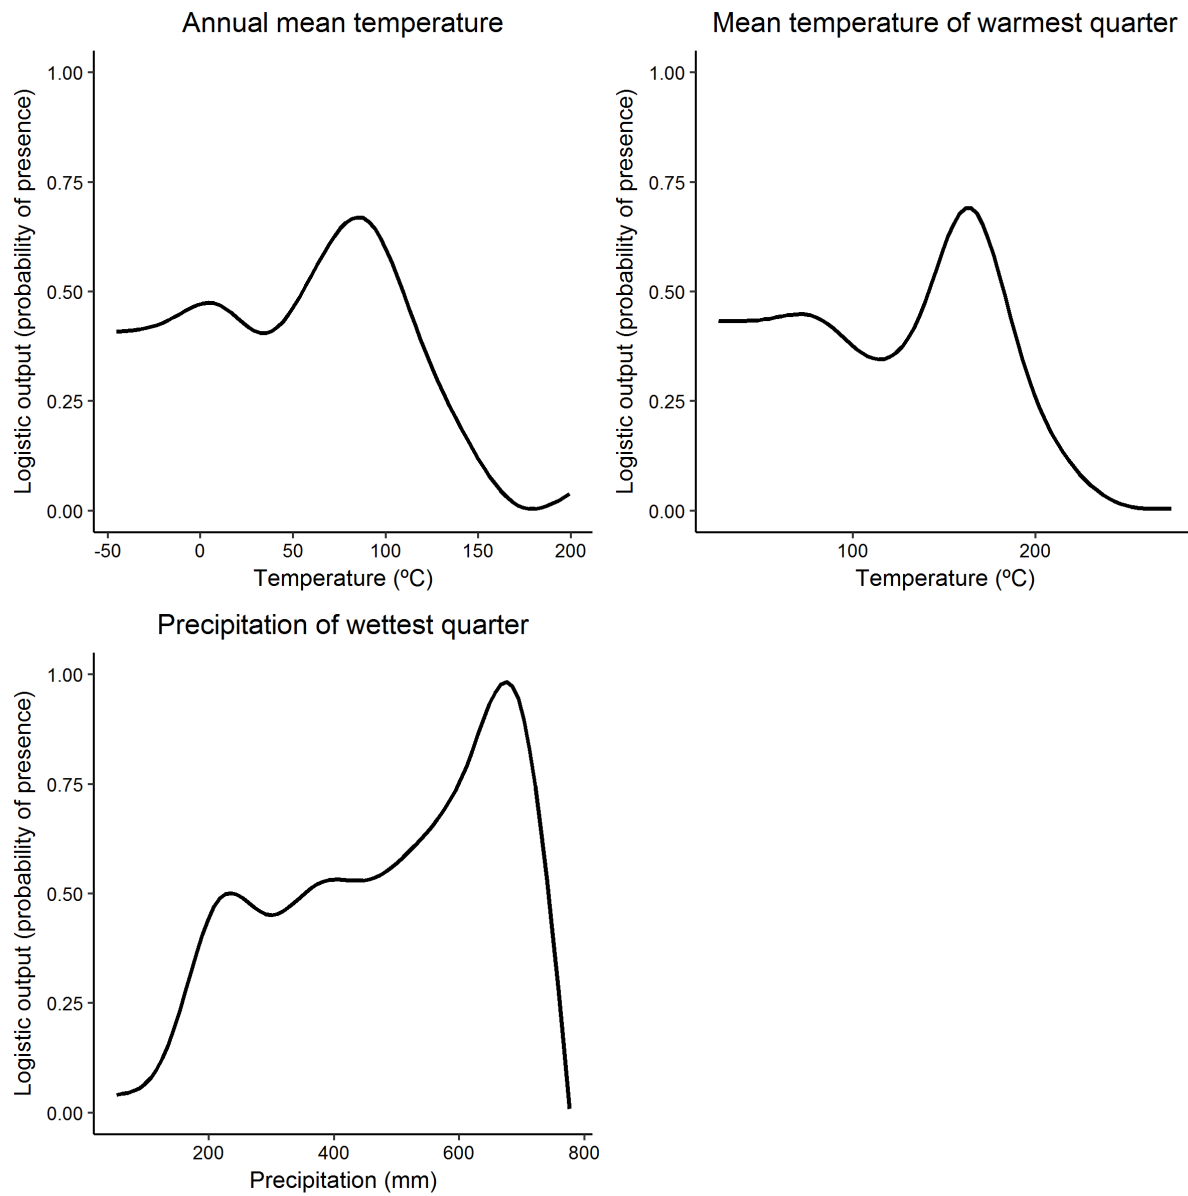 Annual mean temperature
Logistic output (probability of presence)
1.00
0.75
0.50
0.25
0.00
-50 0 50 100 150 200
Temperature (ºC)
Mean temperature of warmest quarter
Logistic output (probability of presence)
1.00
0.75
0.50
0.25
0.00
100 200
Temperature (ºC)
Precipitation of wettest quarter
Logistic output (probability of presence)
1.00
0.75
0.50
0.25
0.00
200 400 600 800
Precipitation (mm)